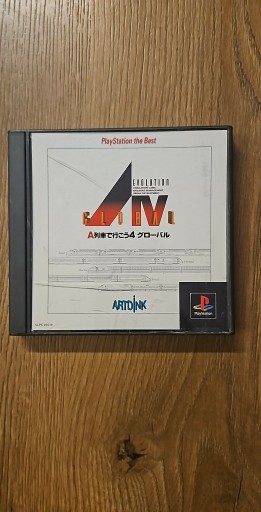 PlayStation the Best
AIV
EVOLUTION
GLOBAL
A列車で行こう4 グローバル
ARTDINK
PlayStation